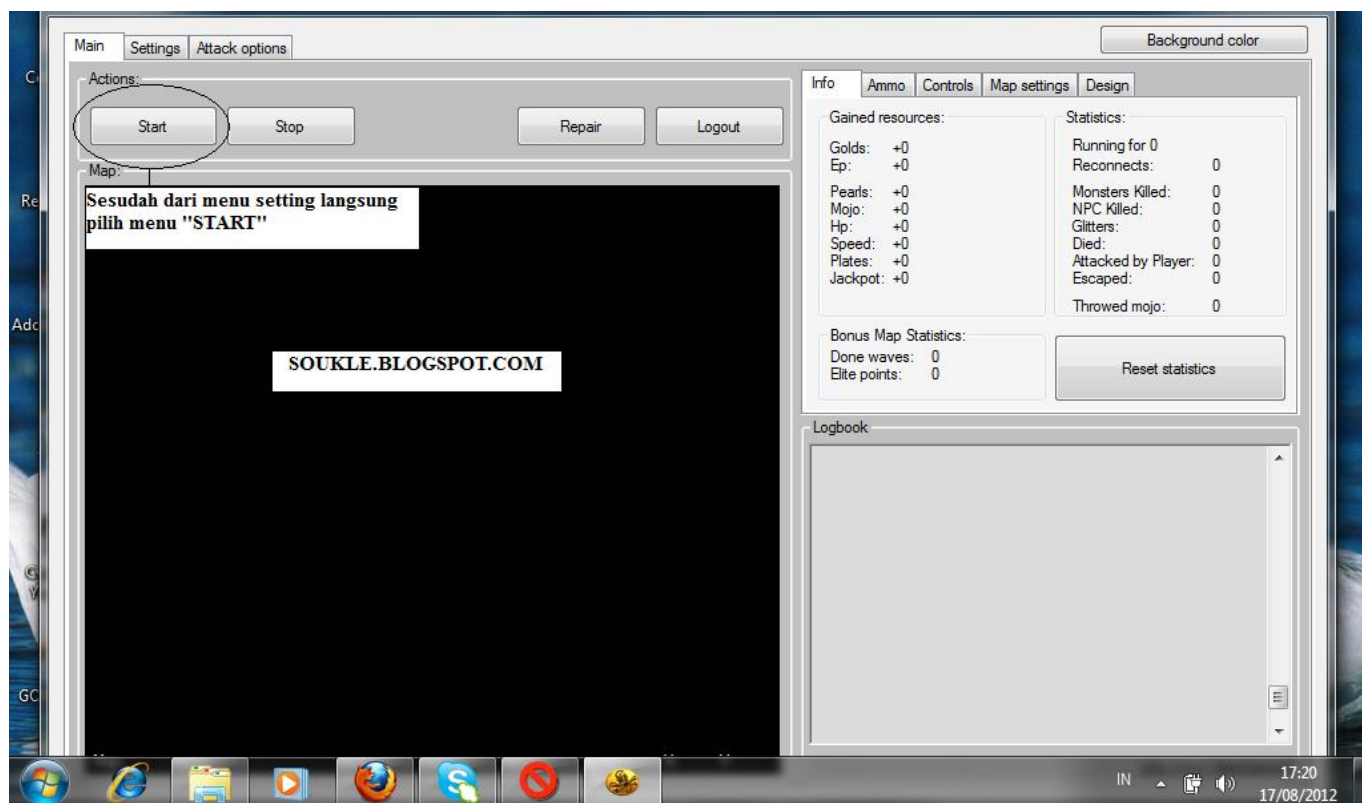 Main Settings Attack options
Background color
Actions:
Start Stop Repair Logout
Map:
Sesudah dari menu setting langsung
pilih menu "START"
SOUKLE.BLOGSPOT.COM
Info Ammo Controls Map settings Design
Gained resources:
Golds: +0
Ep: +0
Pearls: +0
Mojo: +0
Hp: +0
Speed: +0
Plates: +0
Jackpot: +0
Statistics:
Running for 0
Reconnects: 0
Monsters Killed: 0
NPC Killed: 0
Glitters: 0
Died: 0
Attacked by Player: 0
Escaped: 0
Throwed mojo: 0
Bonus Map Statistics:
Done waves: 0
Elite points: 0
Reset statistics
Logbook
GC
IN
17:20
17/08/2012